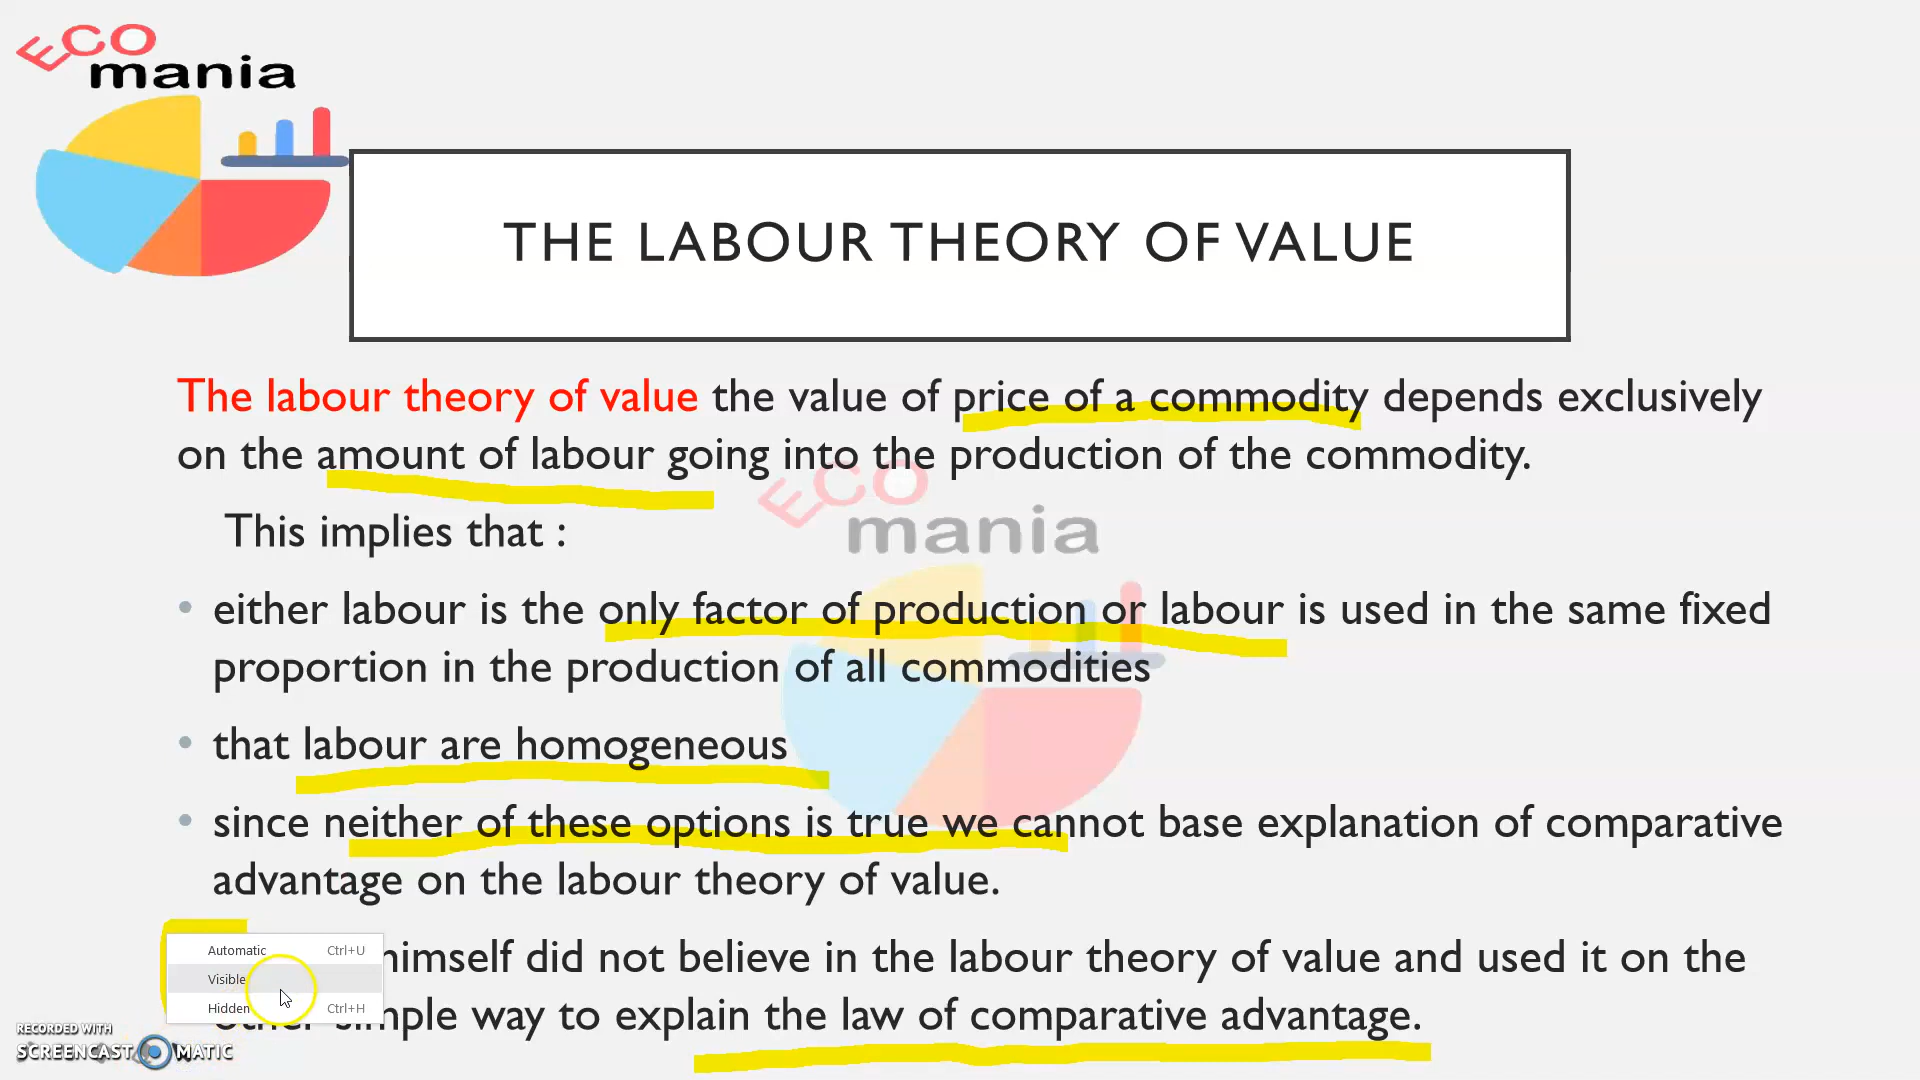 ECO
mania
THE LABOUR THEORY OF VALUE
The labour theory of value the value of price of a commodity depends exclusively
on the amount of labour going into the production of the commodity.
ECO
mania
This implies that :
• either labour is the only factor of production or labour is used in the same fixed
proportion in the production of all commodities
• that labour are homogeneous
• since neither of these options is true we cannot base explanation of comparative
advantage on the labour theory of value.
himself did not believe in the labour theory of value and used it on the
other simple way to explain the law of comparative advantage.
Automatic Ctrl+U
Visible
Hidden Ctrl+H
RECORDED WITH
SCREENCAST MATIC